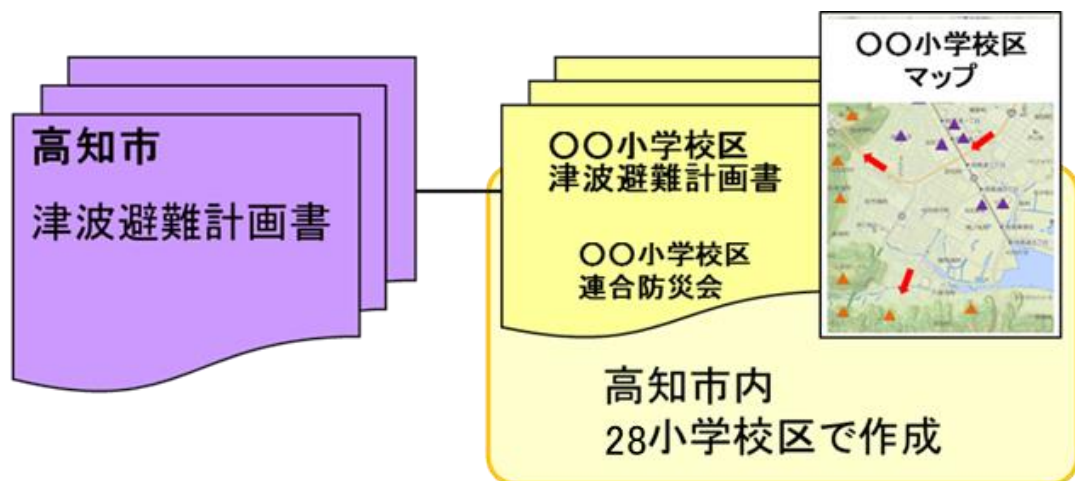 高知市
津波避難計画書
〇〇小学校区
津波避難計画書
〇〇小学校区
連合防災会
〇〇小学校区
マップ
高知市内
28小学校区で作成